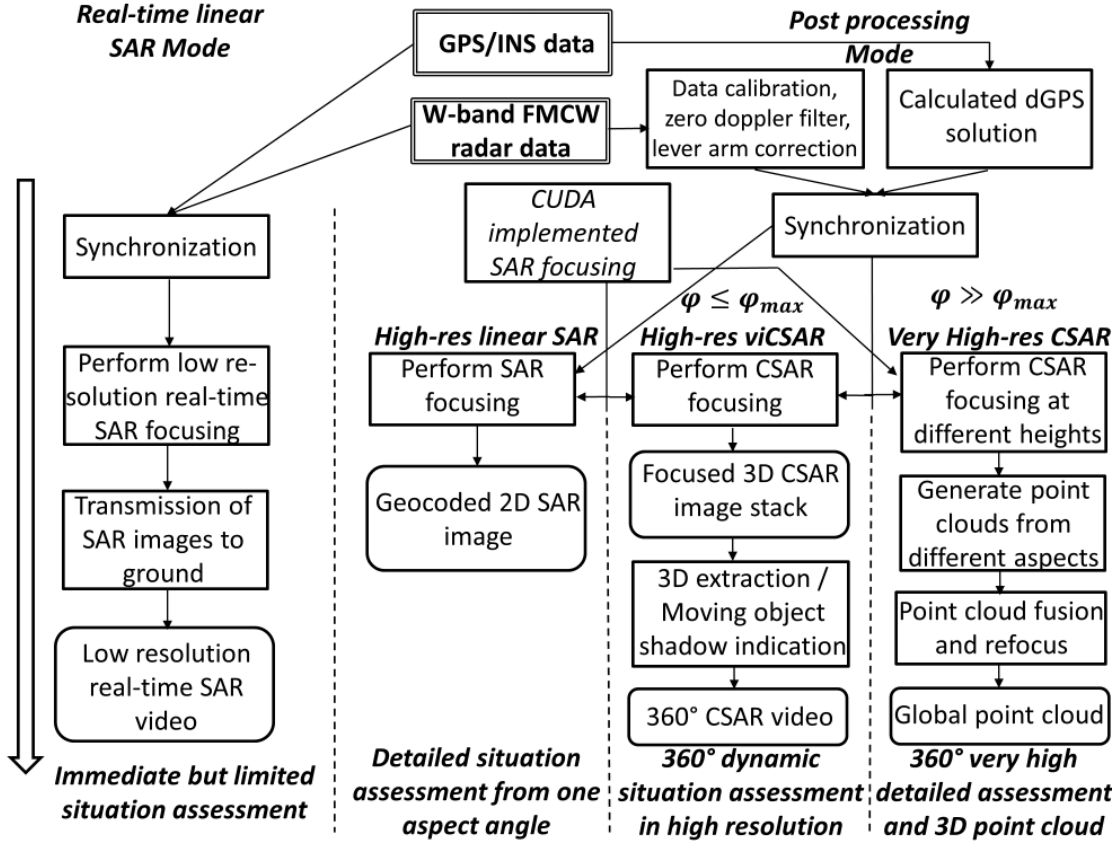 Real-time linear
SAR Mode
GPS/INS data
Post processing
Mode
W-band FMCW
radar data
Data calibration,
zero doppler filter,
lever arm correction
Calculated dGPS
solution
Synchronization
CUDA
implemented
SAR focusing
Synchronization
φ ≤ φmax
φ ≫ φmax
Perform low re-
solution real-time
SAR focusing
Transmission of
SAR images to
ground
Low resolution
real-time SAR
video
Immediate but limited
situation assessment
High-res linear SAR
Perform SAR
focusing
Geocoded 2D SAR
image
Detailed situation
assessment from one
aspect angle
High-res viCSAR
Perform CSAR
focusing
Focused 3D CSAR
image stack
3D extraction /
Moving object
shadow indication
360° CSAR video
360° dynamic
situation assessment
in high resolution
Very High-res CSAR
Perform CSAR
focusing at
different heights
Generate point
clouds from
different aspects
Point cloud fusion
and refocus
Global point cloud
360° very high
detailed assessment
and 3D point cloud